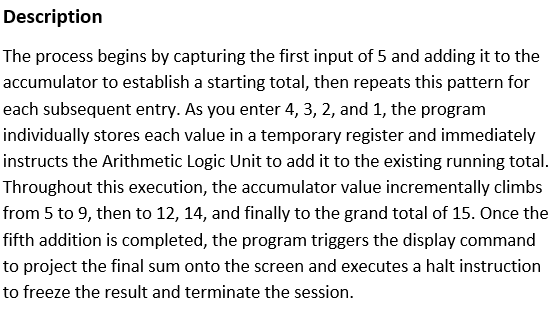 Description
The process begins by capturing the first input of 5 and adding it to the
accumulator to establish a starting total, then repeats this pattern for
each subsequent entry. As you enter 4, 3, 2, and 1, the program
individually stores each value in a temporary register and immediately
instructs the Arithmetic Logic Unit to add it to the existing running total.
Throughout this execution, the accumulator value incrementally climbs
from 5 to 9, then to 12, 14, and finally to the grand total of 15. Once the
fifth addition is completed, the program triggers the display command
to project the final sum onto the screen and executes a halt instruction
to freeze the result and terminate the session.